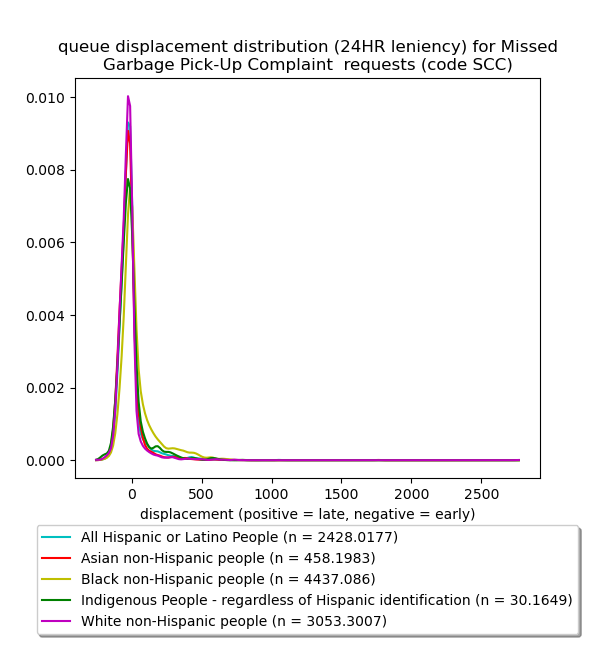 queue displacement distribution (24HR leniency) for Missed
Garbage Pick-Up Complaint  requests (code SCC)
0.010
0.008
0.006
0.004
0.002
0.000
0 500 1000 1500 2000 2500
displacement (positive = late, negative = early)
All Hispanic or Latino People (n = 2428.0177)
Asian non-Hispanic people (n = 458.1983)
Black non-Hispanic people (n = 4437.086)
Indigenous People - regardless of Hispanic identification (n = 30.1649)
White non-Hispanic people (n = 3053.3007)